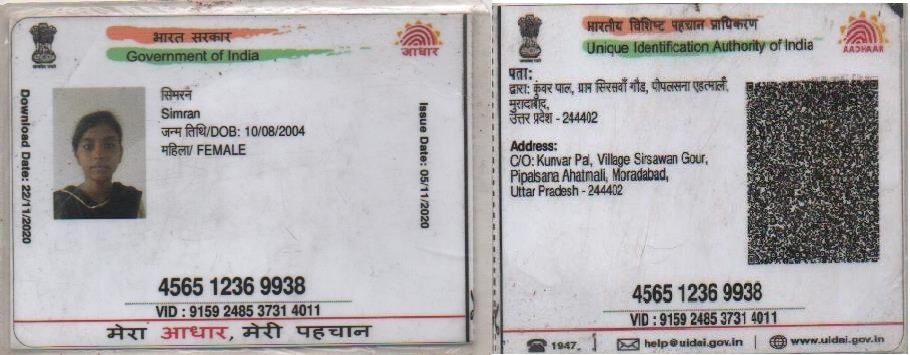 भारत सरकार
Government of India
आधार
Download Date: 22/11/2020
सिमरन
Simran
जन्म तिथि/DOB: 10/08/2004
महिला/ FEMALE
Issue Date: 05/11/2020
4565 1236 9938
VID : 9159 2485 3731 4011
मेरा आधार, मेरी पहचान
भारतीय विशिष्ट पहचान प्राधिकरण
Unique Identification Authority of India
AADHAAR
पता:
द्वारा: कुंवर पाल, ग्राम सिरसवाँ गौड, पीपलसना एहतमाली,
मुरादाबाद,
उत्तर प्रदेश - 244402
Address:
C/O: Kunvar Pal, Village Sirsawan Gour,
Pipalsana Ahatmali, Moradabad,
Uttar Pradesh - 244402
4565 1236 9938
VID : 9159 2485 3731 4011
1947
help@uidai.gov.in
www.uidai.gov.in